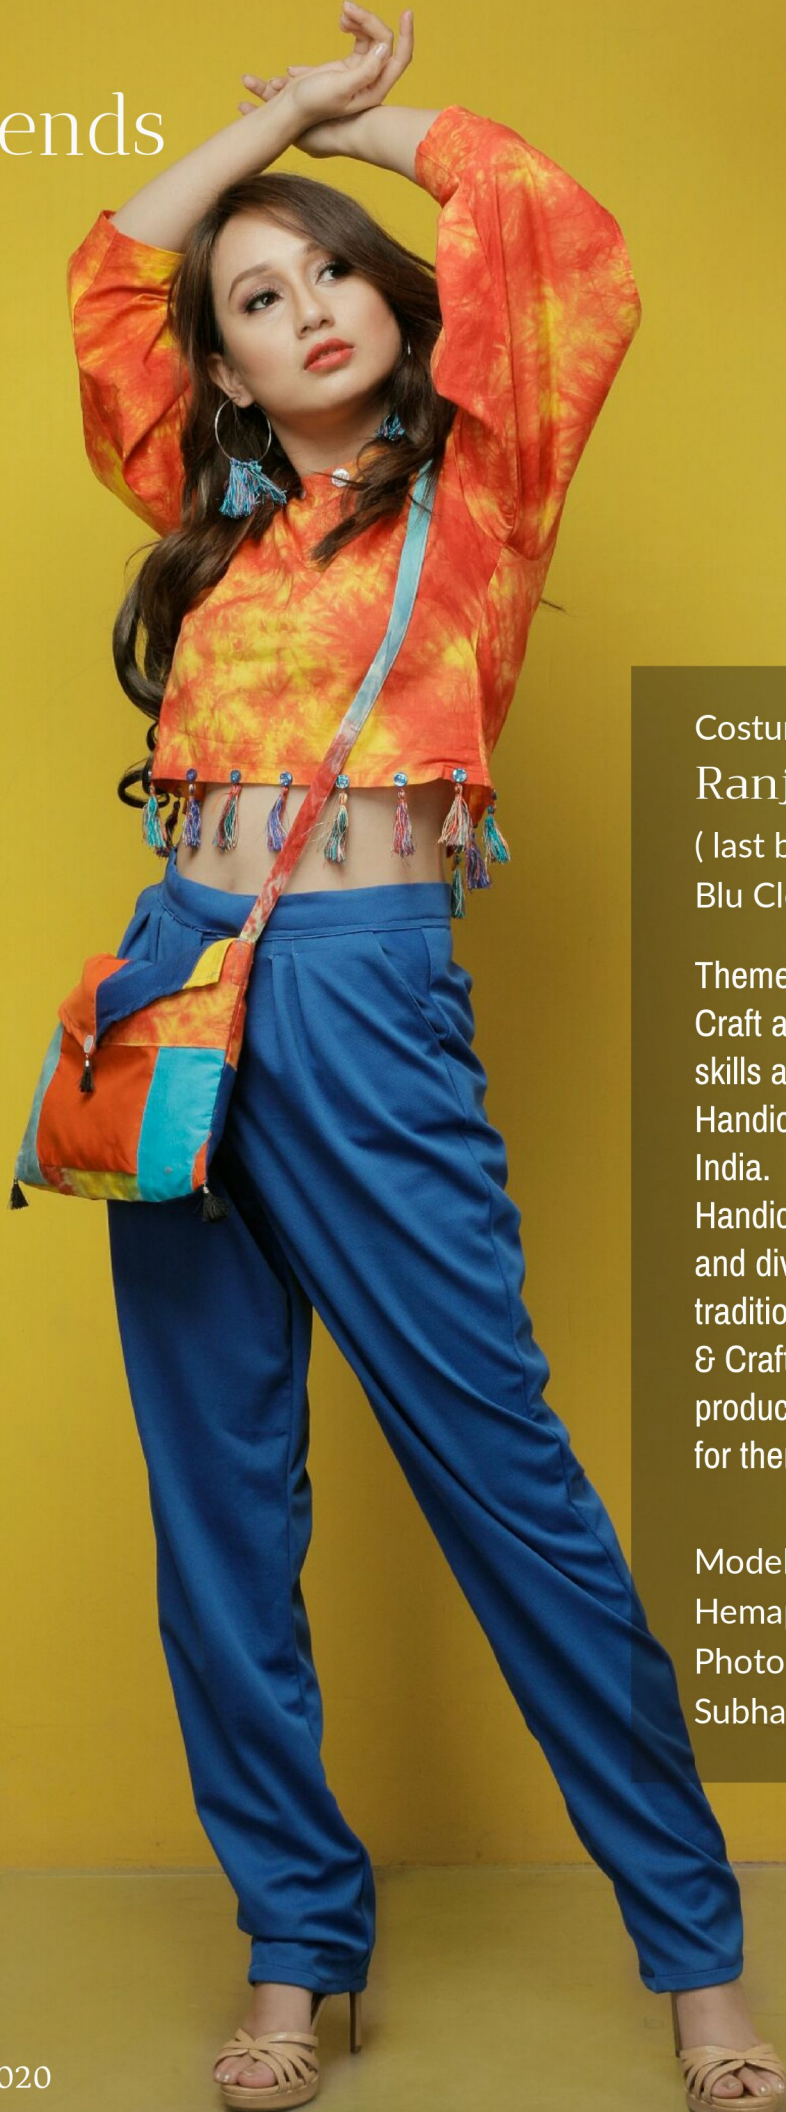 ends
Costu
Ranj
( last b
Blu Cl
Theme
Craft a
skills a
Handic
India.
Handic
and div
traditio
& Craft
produc
for the
Model
Hema
Photo
Subha
020